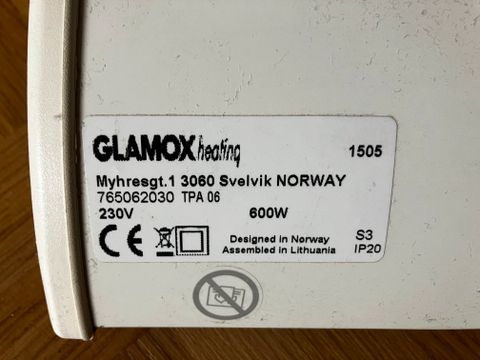 GLAMOX heating 1505
Myhresgt.1 3060 Svelvik NORWAY
765062030 TPA 06
230V 600W
CE Designed in Norway S3
Assembled in Lithuania IP20